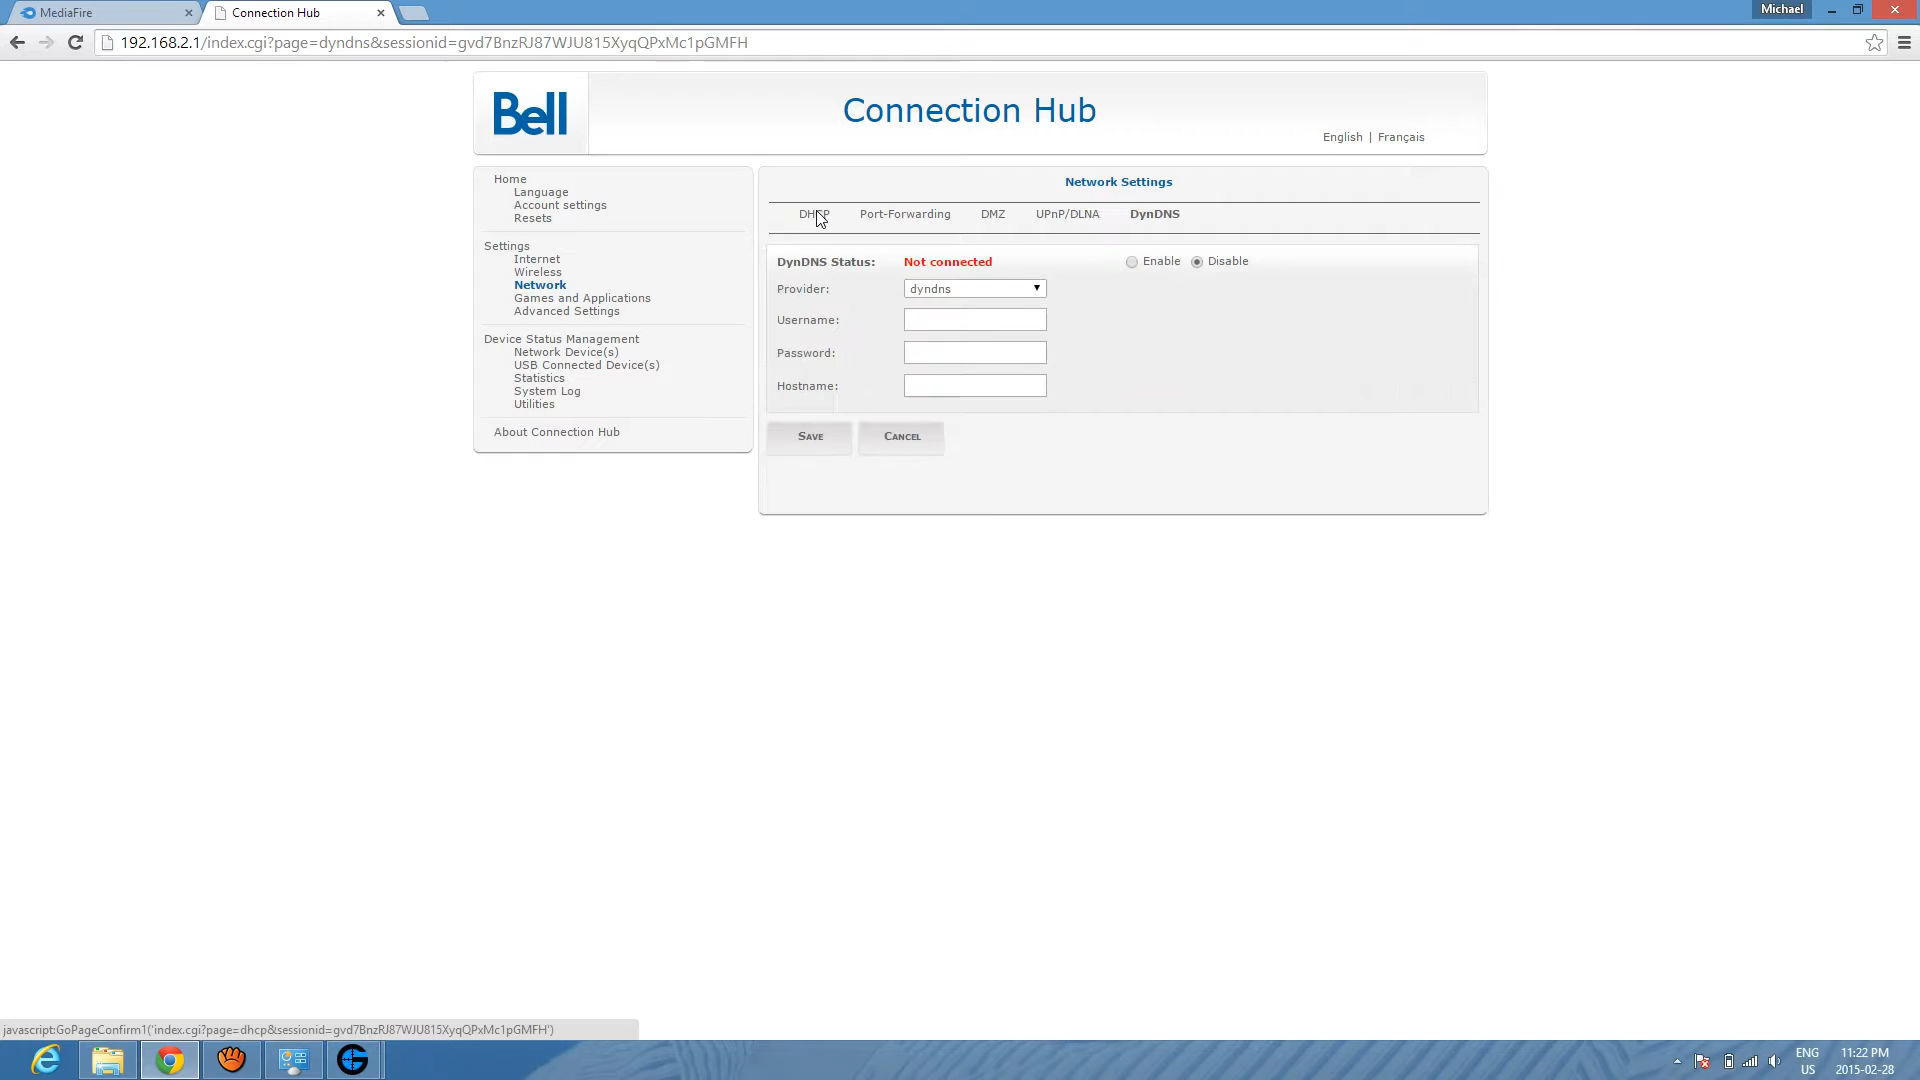 MediaFire
Connection Hub
Michael
192.168.2.1/index.cgi?page=dyndns&sessionid=gvd7BnzRJ87WJU815XyqQPxMc1pGMFH
Bell
Connection Hub
English | Français
Home
Language
Account settings
Resets
Settings
Internet
Wireless
Network
Games and Applications
Advanced Settings
Device Status Management
Network Device(s)
USB Connected Device(s)
Statistics
System Log
Utilities
About Connection Hub
Network Settings
DHCP Port-Forwarding DMZ UPnP/DLNA DynDNS
DynDNS Status: Not connected Enable Disable
Provider: dyndns
Username:
Password:
Hostname:
SAVE CANCEL
javascript:GoPageConfirm1('index.cgi?page=dhcp&sessionid=gvd7BnzRJ87WJU815XyqQPxMc1pGMFH')
ENG 11:22 PM
US 2015-02-28